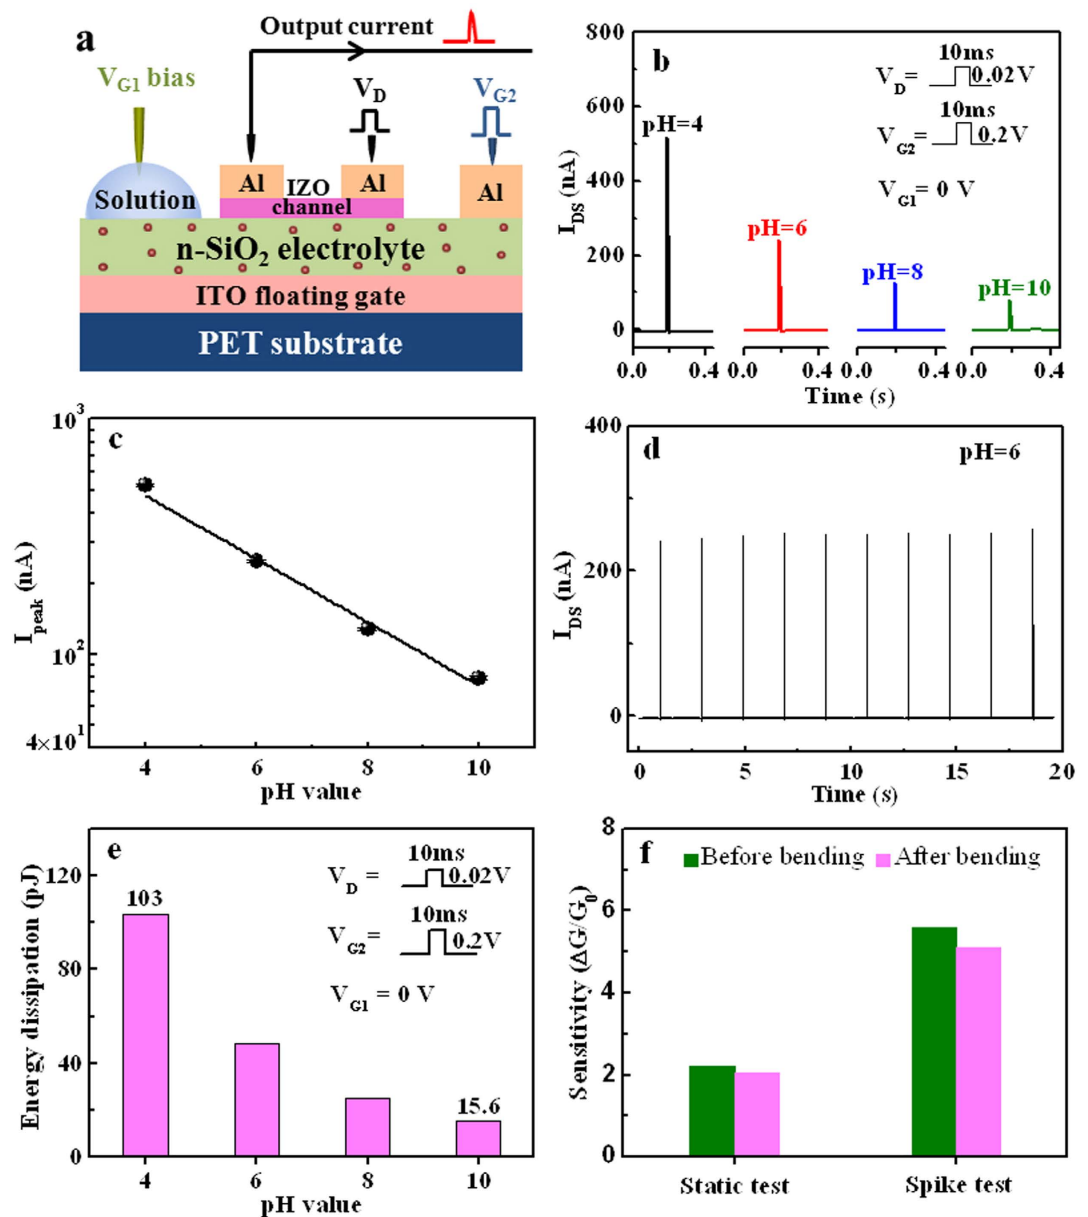 a
Output current
V_G1 bias
V_D
V_G2
Solution
Al
IZO
Al
Al
channel
n-SiO₂ electrolyte
ITO floating gate
PET substrate
b
800
600
400
200
0
I_DS (nA)
10ms
V_D= 0.02V
10ms
V_G2= 0.2V
V_G1= 0 V
pH=4
pH=6
pH=8
pH=10
0.0 0.4 0.0 0.4 0.0 0.4 0.0 0.4
Time (s)
c
10³
10²
4×10¹
I_peak (nA)
4 6 8 10
pH value
d
pH=6
400
200
0
I_DS (nA)
0 5 10 15 20
Time (s)
e
120
80
40
0
Energy dissipation (pJ)
10ms
V_D = 0.02V
10ms
V_G2= 0.2V
V_G1 = 0 V
103
15.6
4 6 8 10
pH value
f
Before bending After bending
8
6
4
2
0
Sensitivity (ΔG/G₀)
Static test Spike test